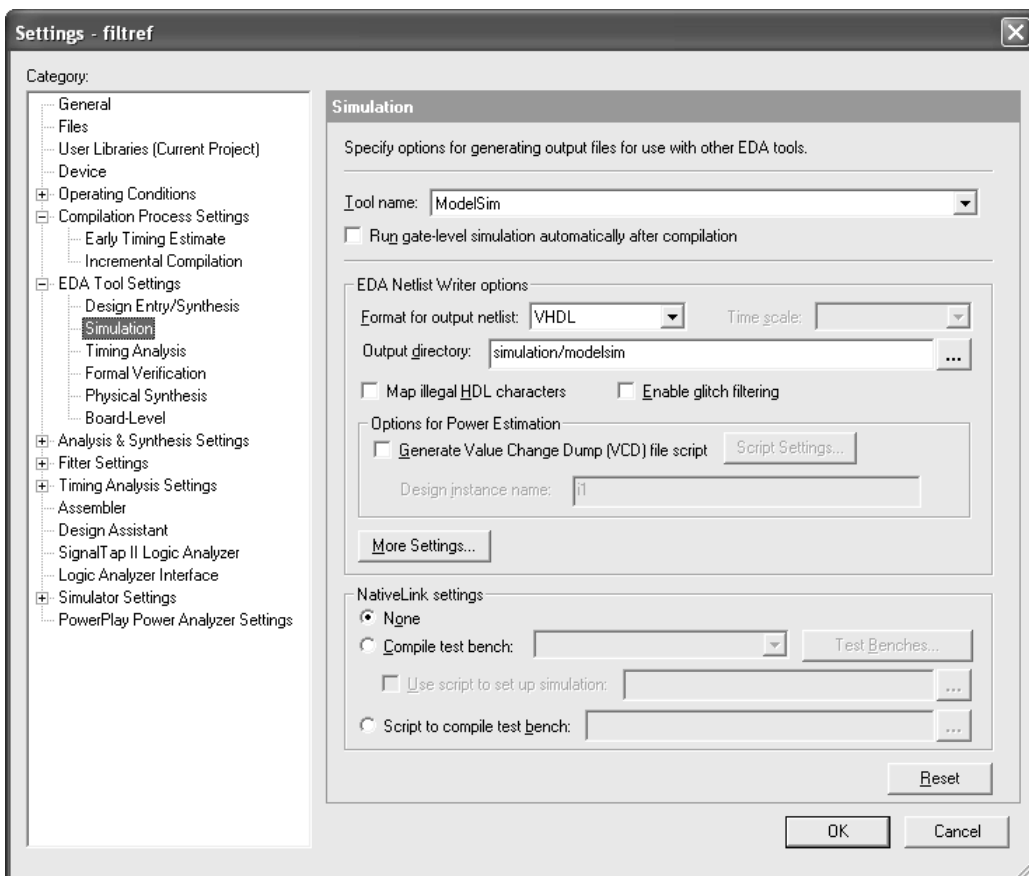 Settings - filtref
Category:
General
Files
User Libraries (Current Project)
Device
Operating Conditions
Compilation Process Settings
Early Timing Estimate
Incremental Compilation
EDA Tool Settings
Design Entry/Synthesis
Simulation
Timing Analysis
Formal Verification
Physical Synthesis
Board-Level
Analysis & Synthesis Settings
Fitter Settings
Timing Analysis Settings
Assembler
Design Assistant
SignalTap II Logic Analyzer
Logic Analyzer Interface
Simulator Settings
PowerPlay Power Analyzer Settings
Simulation
Specify options for generating output files for use with other EDA tools.
Tool name: ModelSim
Run gate-level simulation automatically after compilation
EDA Netlist Writer options
Format for output netlist: VHDL Time scale:
Output directory: simulation/modelsim ...
Map illegal HDL characters Enable glitch filtering
Options for Power Estimation
Generate Value Change Dump (VCD) file script Script Settings...
Design instance name: i1
More Settings...
NativeLink settings
None
Compile test bench: Test Benches...
Use script to set up simulation: ...
Script to compile test bench: ...
Reset
OK Cancel